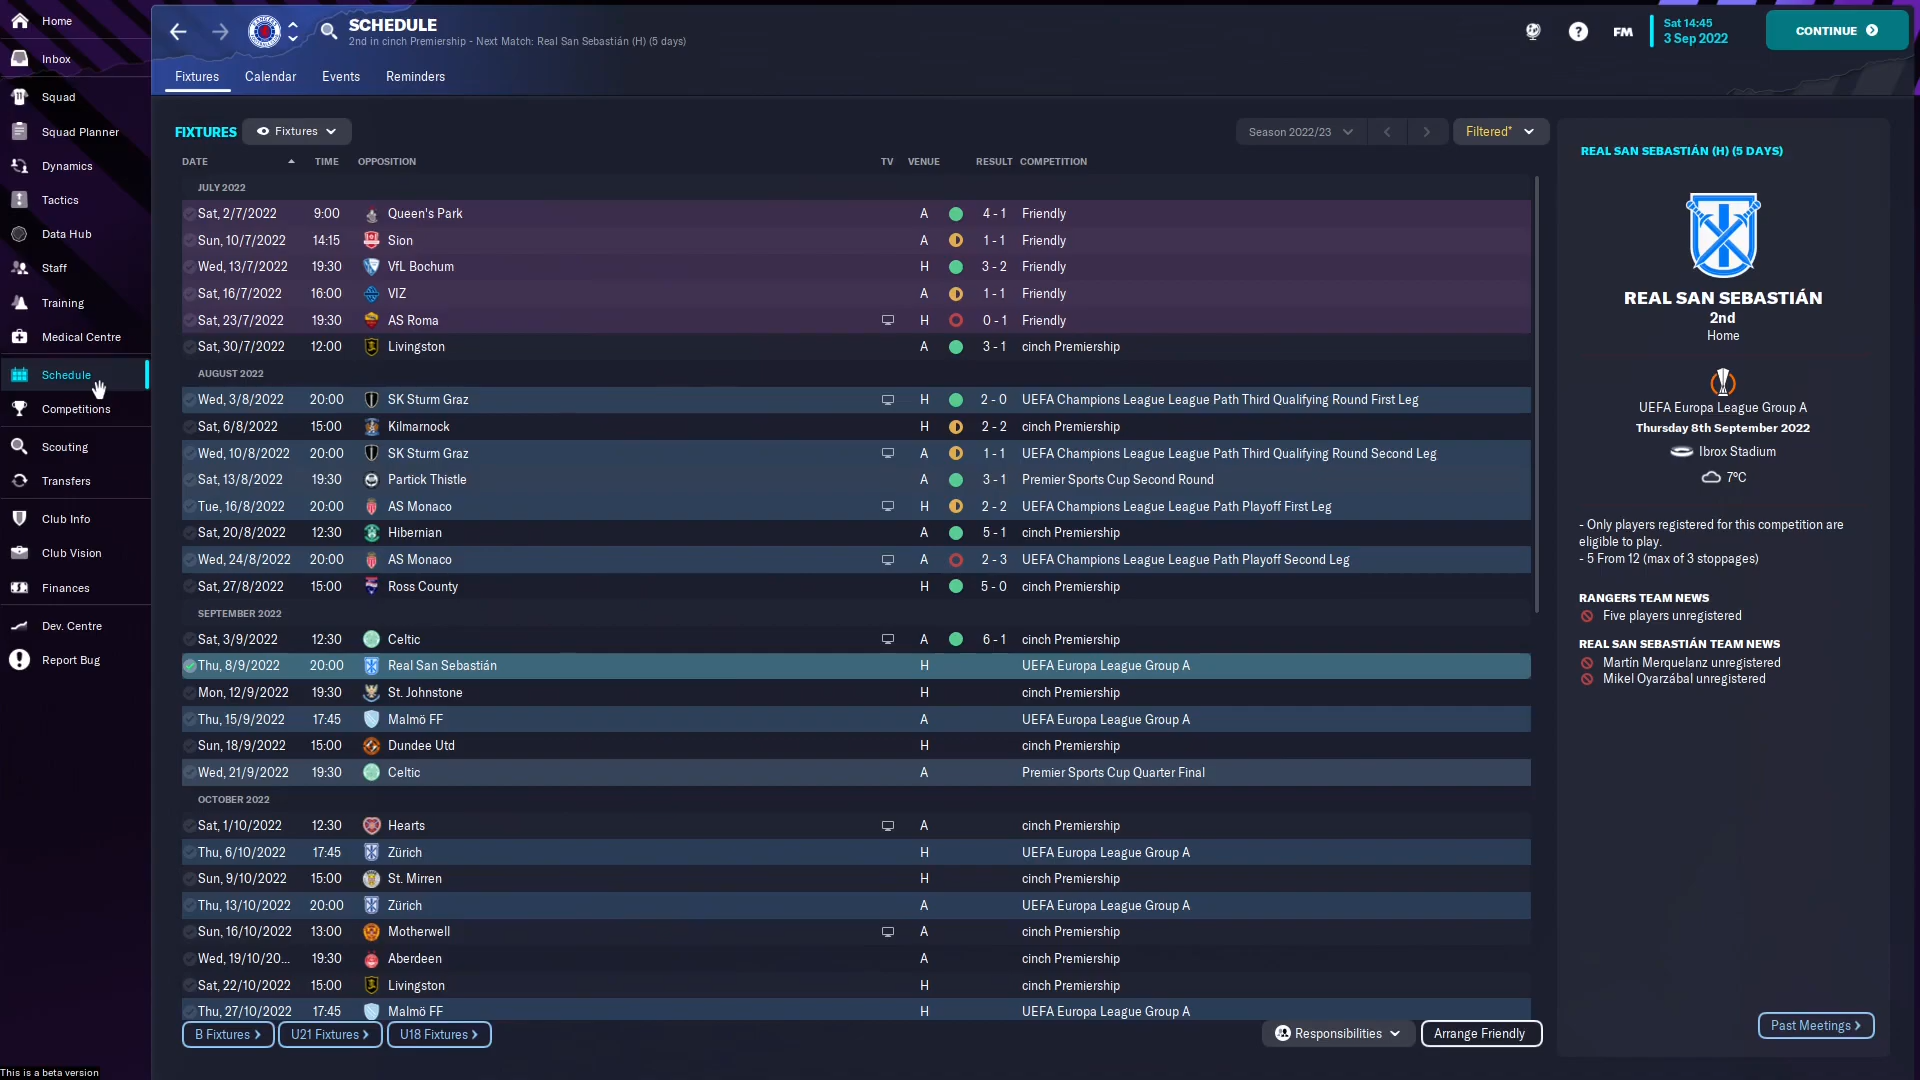 Home
Inbox
Squad
Squad Planner
Dynamics
Tactics
Data Hub
Staff
Training
Medical Centre
Schedule
Competitions
Scouting
Transfers
Club Info
Club Vision
Finances
Dev. Centre
Report Bug
This is a beta version
SCHEDULE
2nd in cinch Premiership - Next Match: Real San Sebastián (H) (5 days)
? FM Sat 14:45
3 Sep 2022
CONTINUE
Fixtures Calendar Events Reminders
FIXTURES Fixtures Season 2022/23 Filtered*
DATE TIME OPPOSITION TV VENUE RESULT COMPETITION
JULY 2022
Sat, 2/7/2022 9:00 Queen's Park A 4 - 1 Friendly
Sun, 10/7/2022 14:15 Sion A 1 - 1 Friendly
Wed, 13/7/2022 19:30 VfL Bochum H 3 - 2 Friendly
Sat, 16/7/2022 16:00 VIZ A 1 - 1 Friendly
Sat, 23/7/2022 19:30 AS Roma H 0 - 1 Friendly
Sat, 30/7/2022 12:00 Livingston A 3 - 1 cinch Premiership
AUGUST 2022
Wed, 3/8/2022 20:00 SK Sturm Graz H 2 - 0 UEFA Champions League League Path Third Qualifying Round First Leg
Sat, 6/8/2022 15:00 Kilmarnock H 2 - 2 cinch Premiership
Wed, 10/8/2022 20:00 SK Sturm Graz A 1 - 1 UEFA Champions League League Path Third Qualifying Round Second Leg
Sat, 13/8/2022 19:30 Partick Thistle A 3 - 1 Premier Sports Cup Second Round
Tue, 16/8/2022 20:00 AS Monaco H 2 - 2 UEFA Champions League League Path Playoff First Leg
Sat, 20/8/2022 12:30 Hibernian A 5 - 1 cinch Premiership
Wed, 24/8/2022 20:00 AS Monaco A 2 - 3 UEFA Champions League League Path Playoff Second Leg
Sat, 27/8/2022 15:00 Ross County H 5 - 0 cinch Premiership
SEPTEMBER 2022
Sat, 3/9/2022 12:30 Celtic A 6 - 1 cinch Premiership
Thu, 8/9/2022 20:00 Real San Sebastián H UEFA Europa League Group A
Mon, 12/9/2022 19:30 St. Johnstone H cinch Premiership
Thu, 15/9/2022 17:45 Malmö FF A UEFA Europa League Group A
Sun, 18/9/2022 15:00 Dundee Utd H cinch Premiership
Wed, 21/9/2022 19:30 Celtic A Premier Sports Cup Quarter Final
OCTOBER 2022
Sat, 1/10/2022 12:30 Hearts A cinch Premiership
Thu, 6/10/2022 17:45 Zürich H UEFA Europa League Group A
Sun, 9/10/2022 15:00 St. Mirren H cinch Premiership
Thu, 13/10/2022 20:00 Zürich A UEFA Europa League Group A
Sun, 16/10/2022 13:00 Motherwell A cinch Premiership
Wed, 19/10/20... 19:30 Aberdeen A cinch Premiership
Sat, 22/10/2022 15:00 Livingston H cinch Premiership
Thu, 27/10/2022 17:45 Malmö FF H UEFA Europa League Group A
B Fixtures U21 Fixtures U18 Fixtures Responsibilities Arrange Friendly
REAL SAN SEBASTIÁN (H) (5 DAYS)
REAL SAN SEBASTIÁN
2nd
Home
UEFA Europa League Group A
Thursday 8th September 2022
Ibrox Stadium
7ºC
- Only players registered for this competition are
eligible to play.
- 5 From 12 (max of 3 stoppages)
RANGERS TEAM NEWS
Five players unregistered
REAL SAN SEBASTIÁN TEAM NEWS
Martín Merquelanz unregistered
Mikel Oyarzábal unregistered
Past Meetings